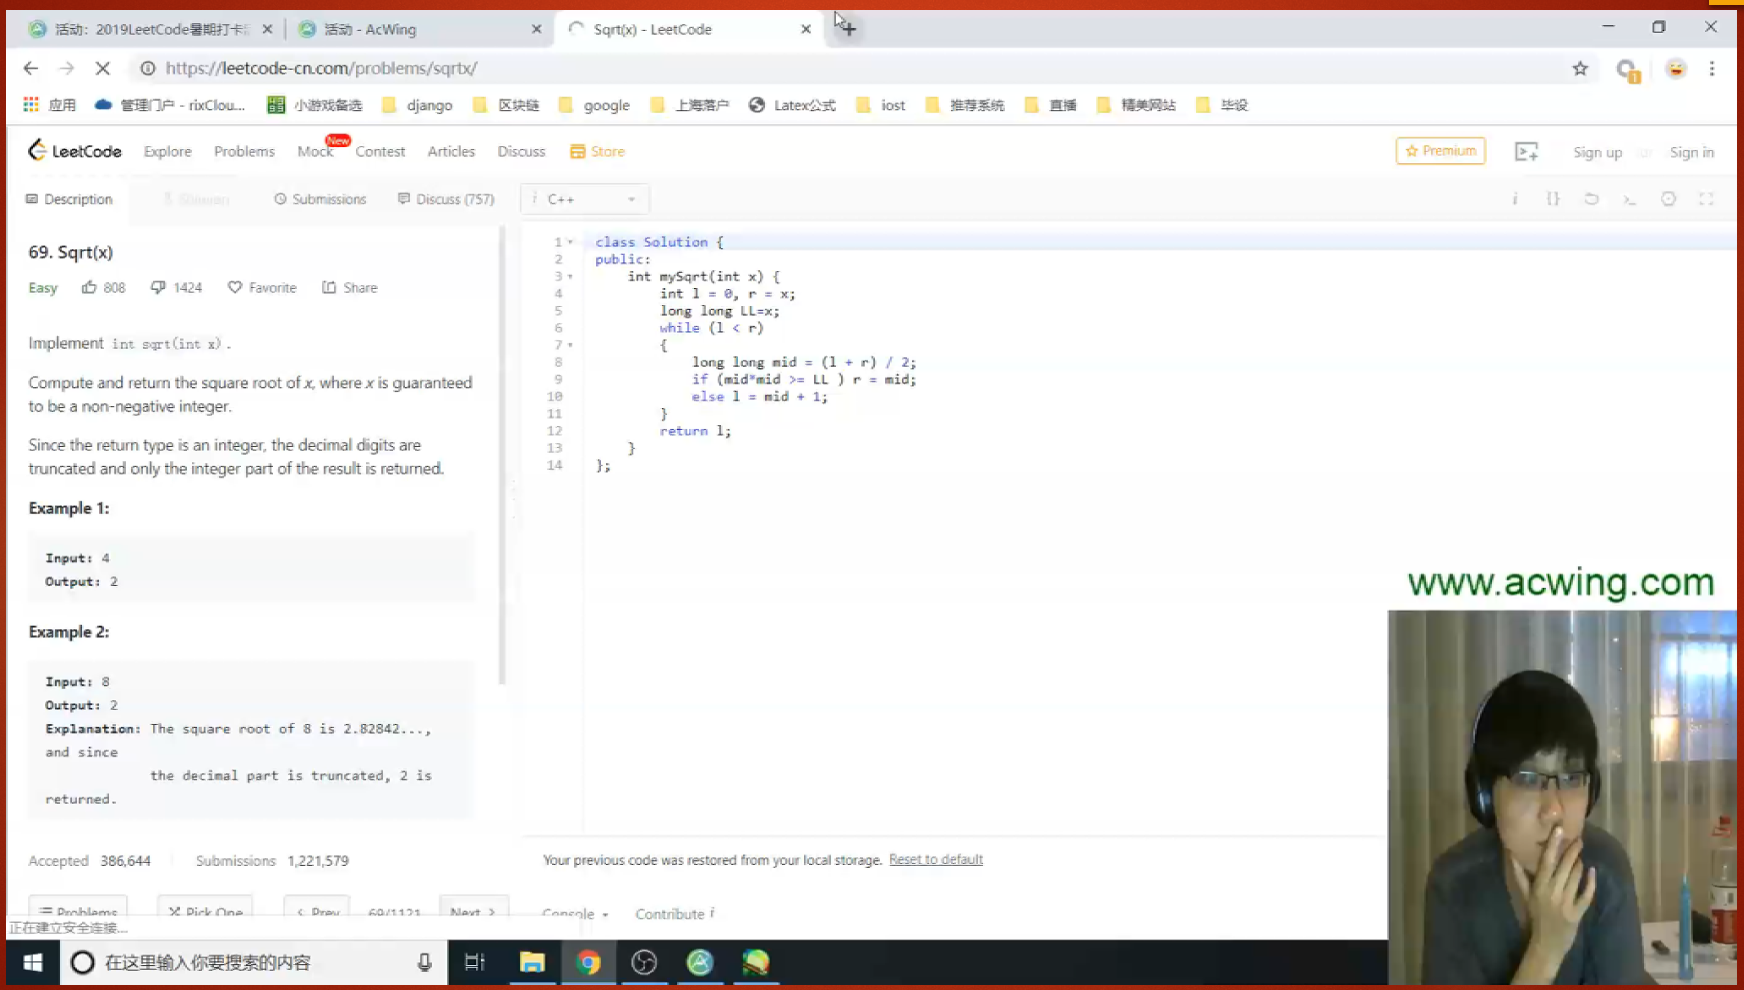 活动：2019LeetCode暑期打卡
活动 - AcWing
Sqrt(x) - LeetCode
https://leetcode-cn.com/problems/sqrtx/
应用 管理门户 - rixClou... 小游戏备选 django 区块链 google 上海落户 Latex公式 iost 推荐系统 直播 精美网站 毕设
LeetCode Explore Problems Mock New Contest Articles Discuss Store Premium Sign up or Sign in
Description Submissions Discuss (757) C++
69. Sqrt(x)
Easy 808 1424 Favorite Share
Implement int sqrt(int x).
Compute and return the square root of x, where x is guaranteed
to be a non-negative integer.
Since the return type is an integer, the decimal digits are
truncated and only the integer part of the result is returned.
Example 1:
Input: 4
Output: 2
Example 2:
Input: 8
Output: 2
Explanation: The square root of 8 is 2.82842...,
and since
the decimal part is truncated, 2 is
returned.
Accepted 386,644 Submissions 1,221,579
Problems Pick One < Prev 69/1121 Next >
正在建立安全连接...
1 class Solution {
2 public:
3 int mySqrt(int x) {
4 int l = 0, r = x;
5 long long LL=x;
6 while (l < r)
7 {
8 long long mid = (l + r) / 2;
9 if (mid*mid >= LL ) r = mid;
10 else l = mid + 1;
11 }
12 return l;
13 }
14 };
Your previous code was restored from your local storage. Reset to default
Console Contribute i
www.acwing.com
在这里输入你要搜索的内容